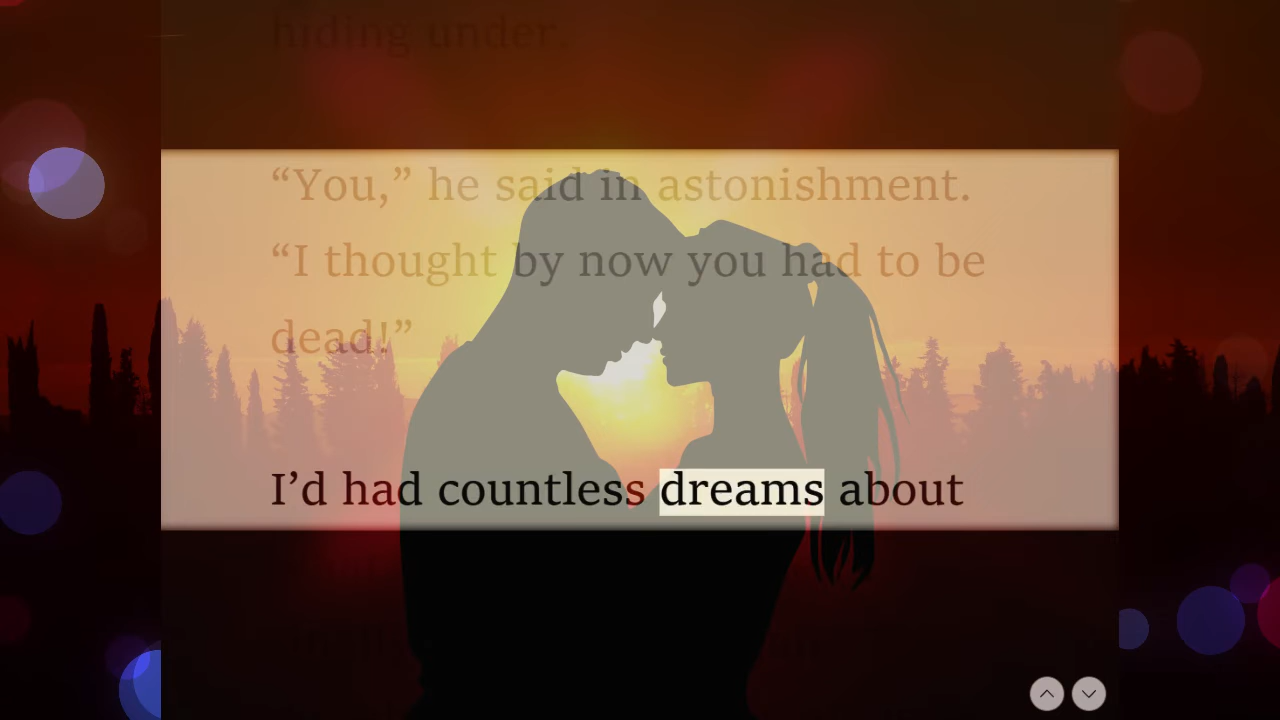 hiding under.
“You,” he said in astonishment.
“I thought by now you had to be
dead!”
I’d had countless dreams about